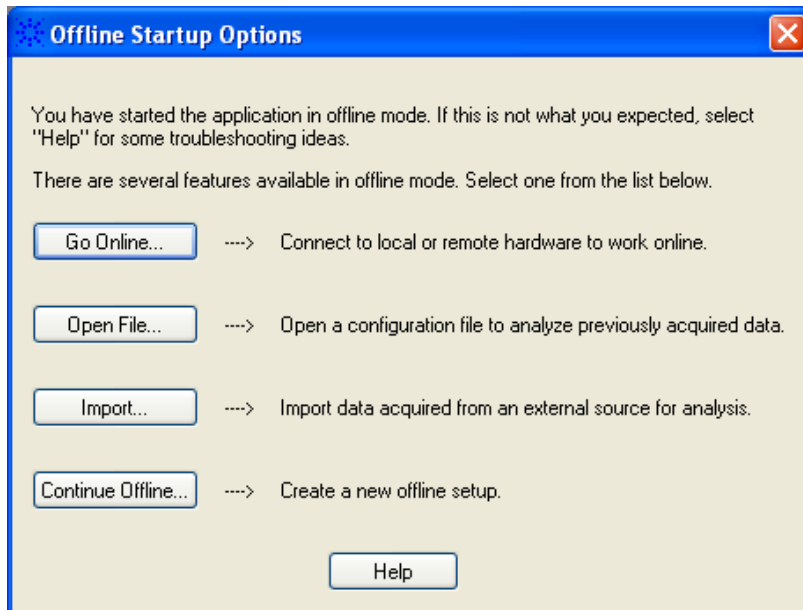 Offline Startup Options
You have started the application in offline mode. If this is not what you expected, select
"Help" for some troubleshooting ideas.
There are several features available in offline mode. Select one from the list below.
Go Online... ----> Connect to local or remote hardware to work online.
Open File... ----> Open a configuration file to analyze previously acquired data.
Import... ----> Import data acquired from an external source for analysis.
Continue Offline... ----> Create a new offline setup.
Help